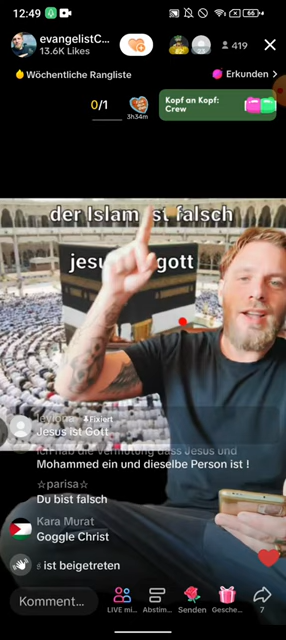 12:49
66
evangelistC...
13.6K Likes
419
Wöchentliche Rangliste
Erkunden >
0/1
3h34m
Kopf an Kopf:
Crew
der Islam ist falsch
jesus gott
Fixiert
Jesus ist Gott
Ich hab die Vermutung dass Jesus und
Mohammed ein und dieselbe Person ist !
☆parisa☆
Du bist falsch
Kara Murat
Goggle Christ
ist beigetreten
Komment...
LIVE mi...
Abstim...
Senden
Gesche...
7